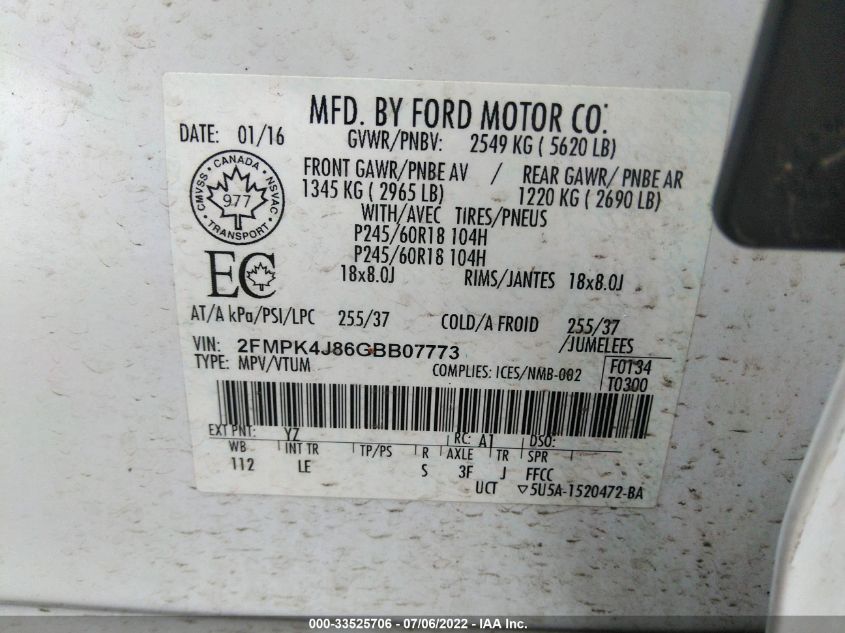 MFD. BY FORD MOTOR CO.
DATE: 01/16 GVWR/PNBV: 2549 KG ( 5620 LB)
FRONT GAWR/PNBE AV / REAR GAWR/ PNBE AR
1345 KG ( 2965 LB) 1220 KG ( 2690 LB)
WITH/AVEC TIRES/PNEUS
P245/60R18 104H
P245/60R18 104H
18x8.0J RIMS/JANTES 18x8.0J
CMVSS • CANADA • NSVAC • TRANSPORT •
977
EC
AT/A kPa/PSI/LPC 255/37 COLD/A FROID 255/37
/JUMELEES
VIN: 2FMPK4J86GBB07773
TYPE: MPV/VTUM COMPLIES: ICES/NMB-002 F0134
T0300
EXT PNT: YZ RC: A1 DSO:
WB INT TR TP/PS R AXLE TR SPR
112 LE S 3F J FFCC
UCT ▽5U5A-1520472-BA
000-33525706 - 07/06/2022 - IAA Inc.